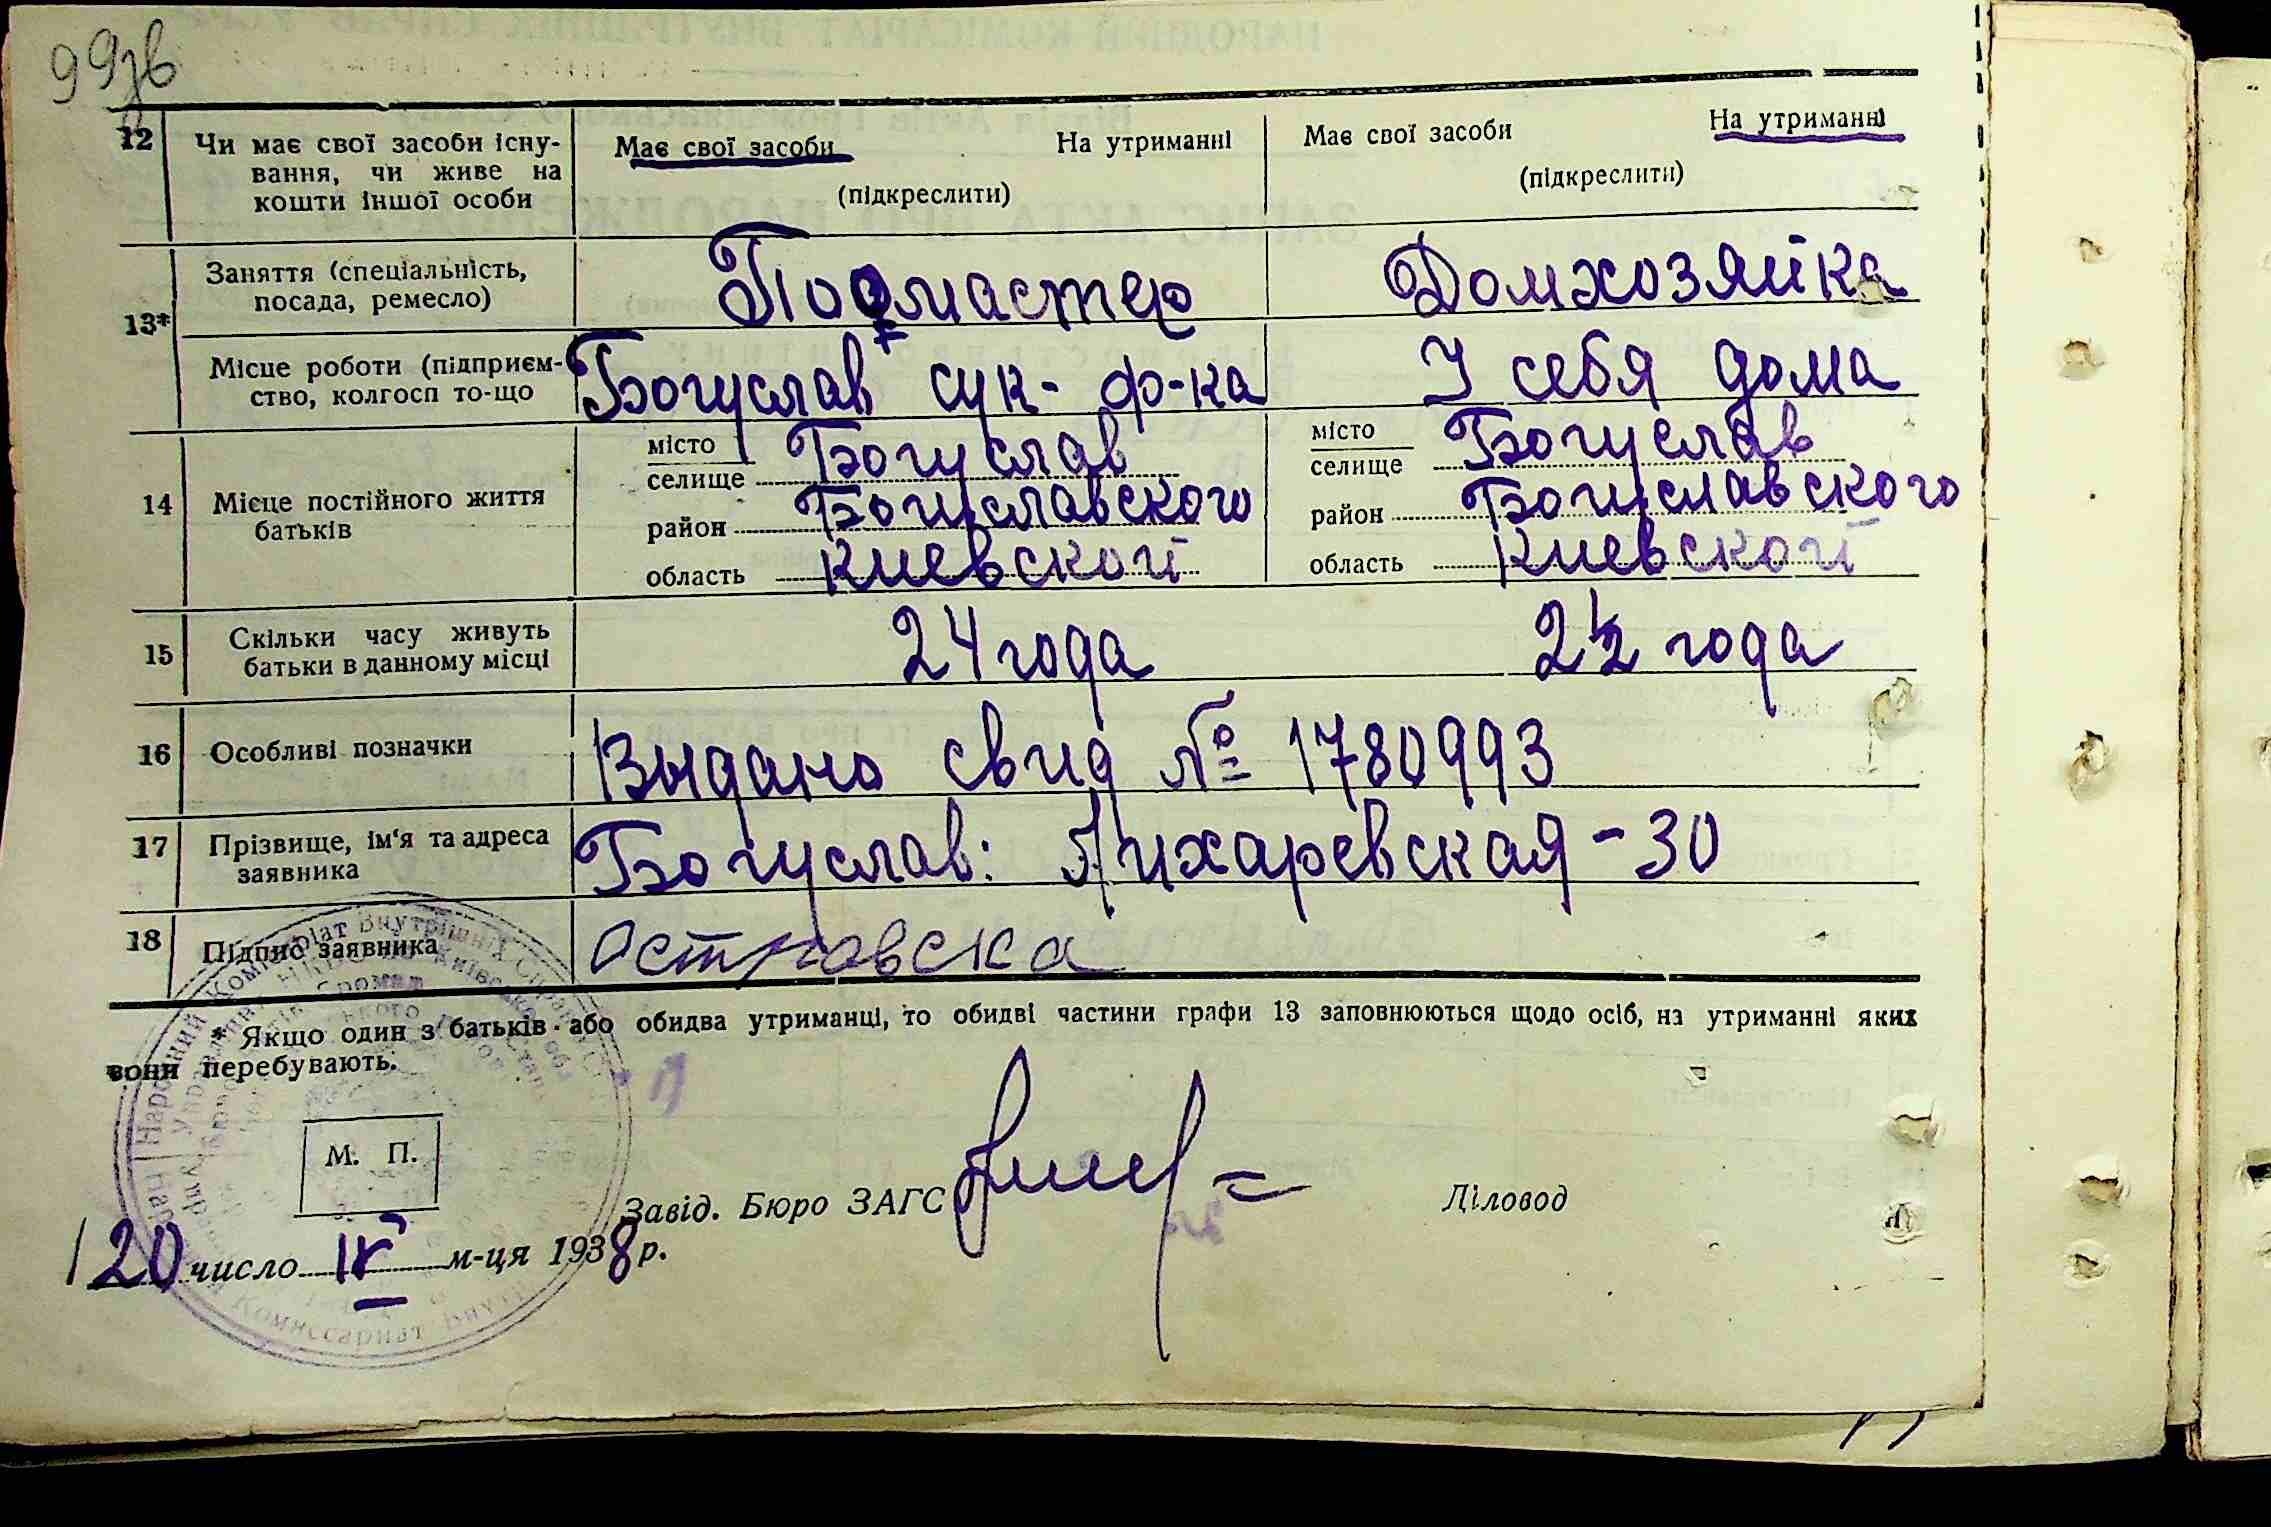 99зв
12 Чи має свої засоби існу- Має свої засоби На утриманні Має свої засоби На утриманні
вання, чи живе на
кошти іншої особи (підкреслити) (підкреслити)
13* Заняття (спеціальність, Подмастер Домхозяйка
посада, ремесло)
Місце роботи (підприєм- Богуслав сук- ф-ка У себя дома
ство, колгосп то-що
14 Місце постійного життя батьків
місто Богуслав місто Богуслав
селище селище
район Богуславского район Богуславского
область Киевской область Киевской
15 Скільки часу живуть 24 года 2½ года
батьки в данному місці
16 Особливі позначки Выдано свид № 1780993
17 Прізвище, ім'я та адреса Богуслав: Лихаревская - 30
заявника
18 Підпис заявника Островска
* Якщо один з батьків або обидва утриманці, то обидві частини графи 13 заповнюються щодо осіб, на утриманні яких
вони перебувають.
М. П.
Завід. Бюро ЗАГС Діловод
20 число IV м-ця 1938 р.